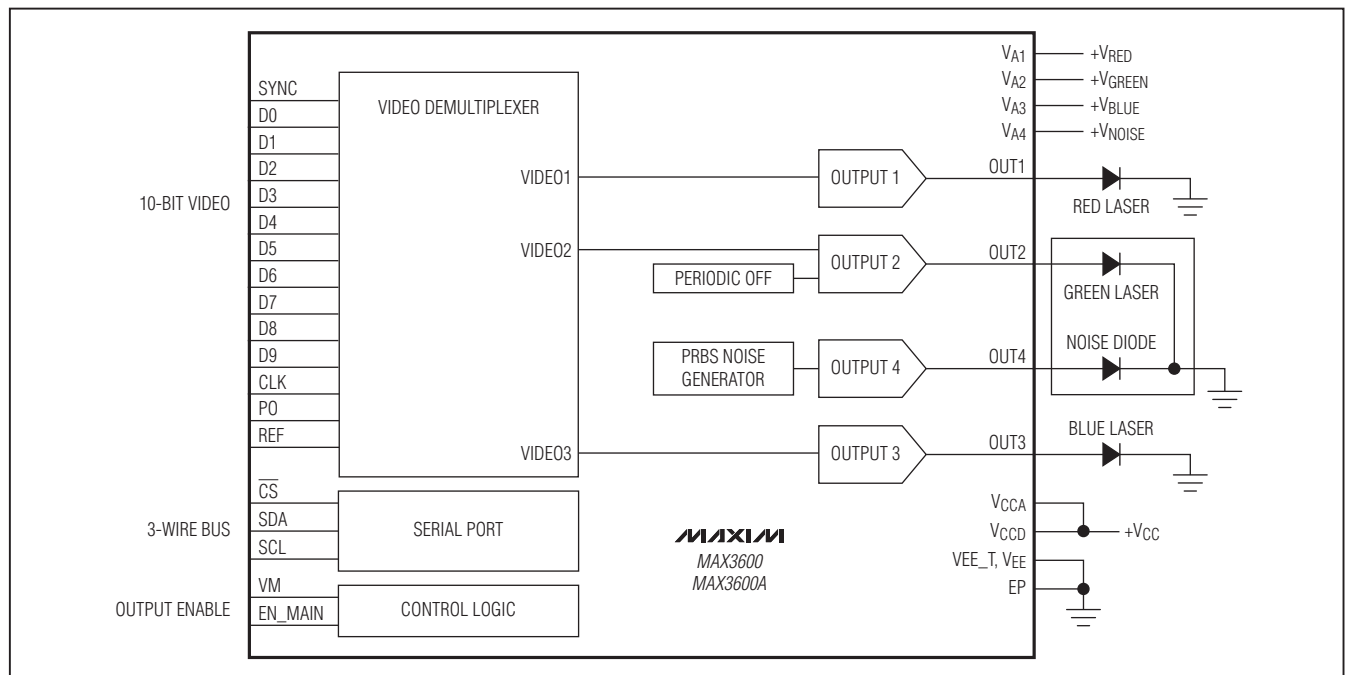 SYNC
D0
D1
D2
D3
D4
D5
D6
D7
D8
D9
CLK
PO
REF
10-BIT VIDEO
VIDEO DEMULTIPLEXER
VIDEO1
VIDEO2
VIDEO3
OUTPUT 1
OUTPUT 2
PERIODIC OFF
PRBS NOISE
GENERATOR
OUTPUT 4
OUTPUT 3
VA1 +VRED
VA2 +VGREEN
VA3 +VBLUE
VA4 +VNOISE
OUT1
RED LASER
OUT2
GREEN LASER
NOISE DIODE
OUT4
BLUE LASER
OUT3
3-WIRE BUS
CS
SDA
SCL
SERIAL PORT
OUTPUT ENABLE
VM
EN_MAIN
CONTROL LOGIC
MAXIM
MAX3600
MAX3600A
VCCA
VCCD +VCC
VEE_T, VEE
EP